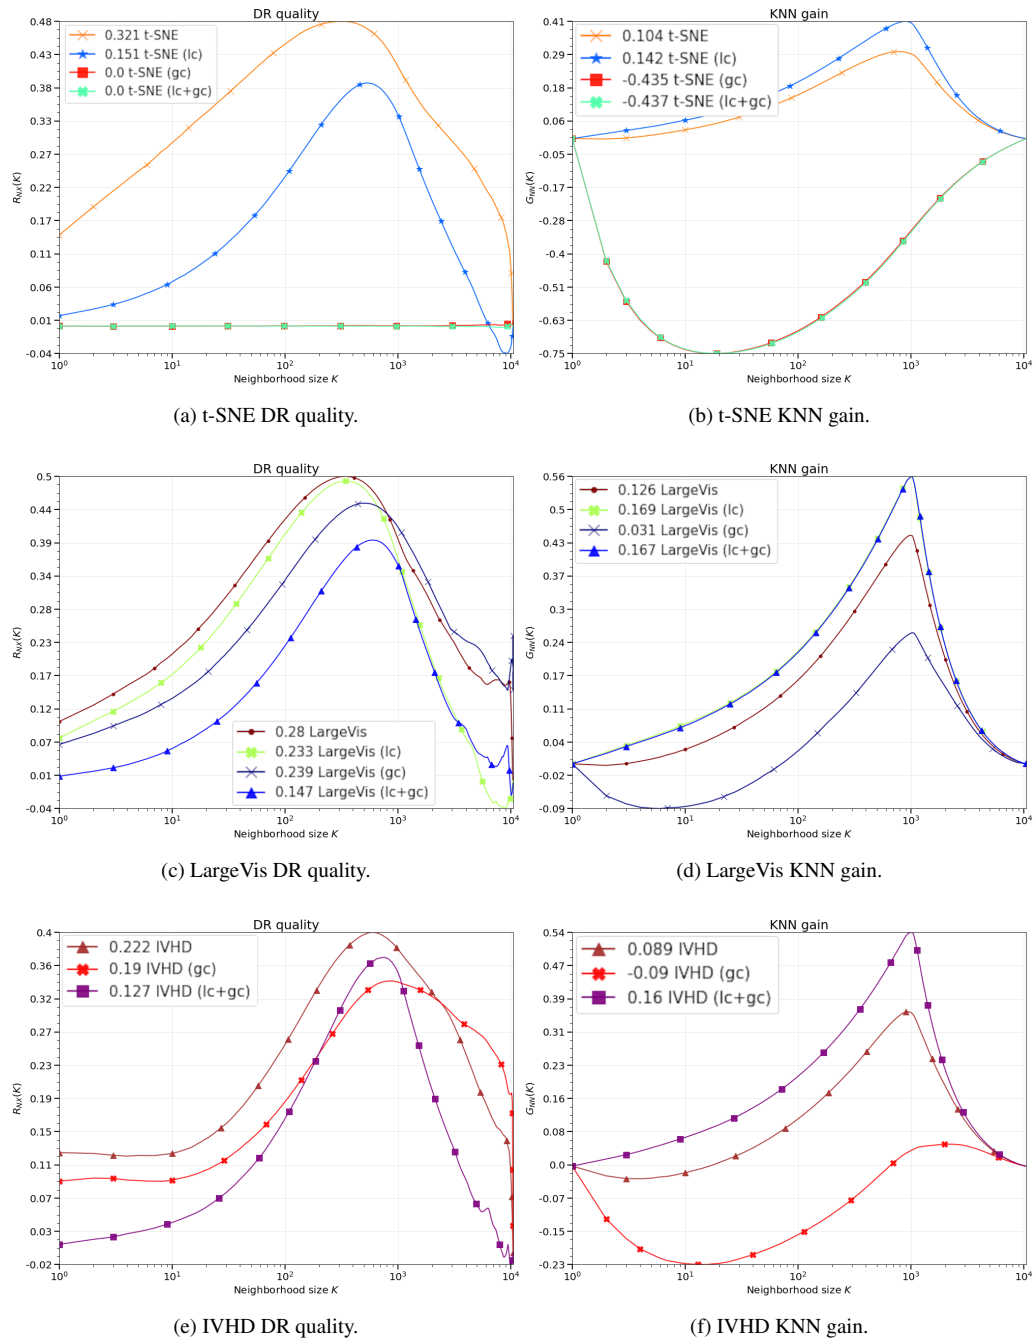 DR quality
0.321 t-SNE
0.151 t-SNE (lc)
0.0 t-SNE (gc)
0.0 t-SNE (lc+gc)
R_NX(K)
0.48
0.43
0.38
0.33
0.27
0.22
0.17
0.11
0.06
0.01
-0.04
10^0
10^1
10^2
10^3
10^4
Neighborhood size K
(a) t-SNE DR quality.
KNN gain
0.104 t-SNE
0.142 t-SNE (lc)
-0.435 t-SNE (gc)
-0.437 t-SNE (lc+gc)
G_NN(K)
0.41
0.29
0.18
0.06
-0.05
-0.17
-0.28
-0.4
-0.51
-0.63
-0.75
10^0
10^1
10^2
10^3
10^4
Neighborhood size K
(b) t-SNE KNN gain.
DR quality
R_NX(K)
0.5
0.44
0.39
0.34
0.28
0.23
0.17
0.12
0.07
0.01
-0.04
0.28 LargeVis
0.233 LargeVis (lc)
0.239 LargeVis (gc)
0.147 LargeVis (lc+gc)
10^0
10^1
10^2
10^3
10^4
Neighborhood size K
(c) LargeVis DR quality.
KNN gain
0.126 LargeVis
0.169 LargeVis (lc)
0.031 LargeVis (gc)
0.167 LargeVis (lc+gc)
G_NN(K)
0.56
0.5
0.43
0.37
0.3
0.24
0.17
0.11
0.04
-0.02
-0.09
10^0
10^1
10^2
10^3
10^4
Neighborhood size K
(d) LargeVis KNN gain.
DR quality
0.222 IVHD
0.19 IVHD (gc)
0.127 IVHD (lc+gc)
R_NX(K)
0.4
0.36
0.32
0.28
0.23
0.19
0.15
0.11
0.07
0.03
-0.02
10^0
10^1
10^2
10^3
10^4
Neighborhood size K
(e) IVHD DR quality.
KNN gain
0.089 IVHD
-0.09 IVHD (gc)
0.16 IVHD (lc+gc)
G_NN(K)
0.54
0.46
0.39
0.31
0.23
0.15
0.08
0.0
-0.07
-0.15
-0.23
10^0
10^1
10^2
10^3
10^4
Neighborhood size K
(f) IVHD KNN gain.